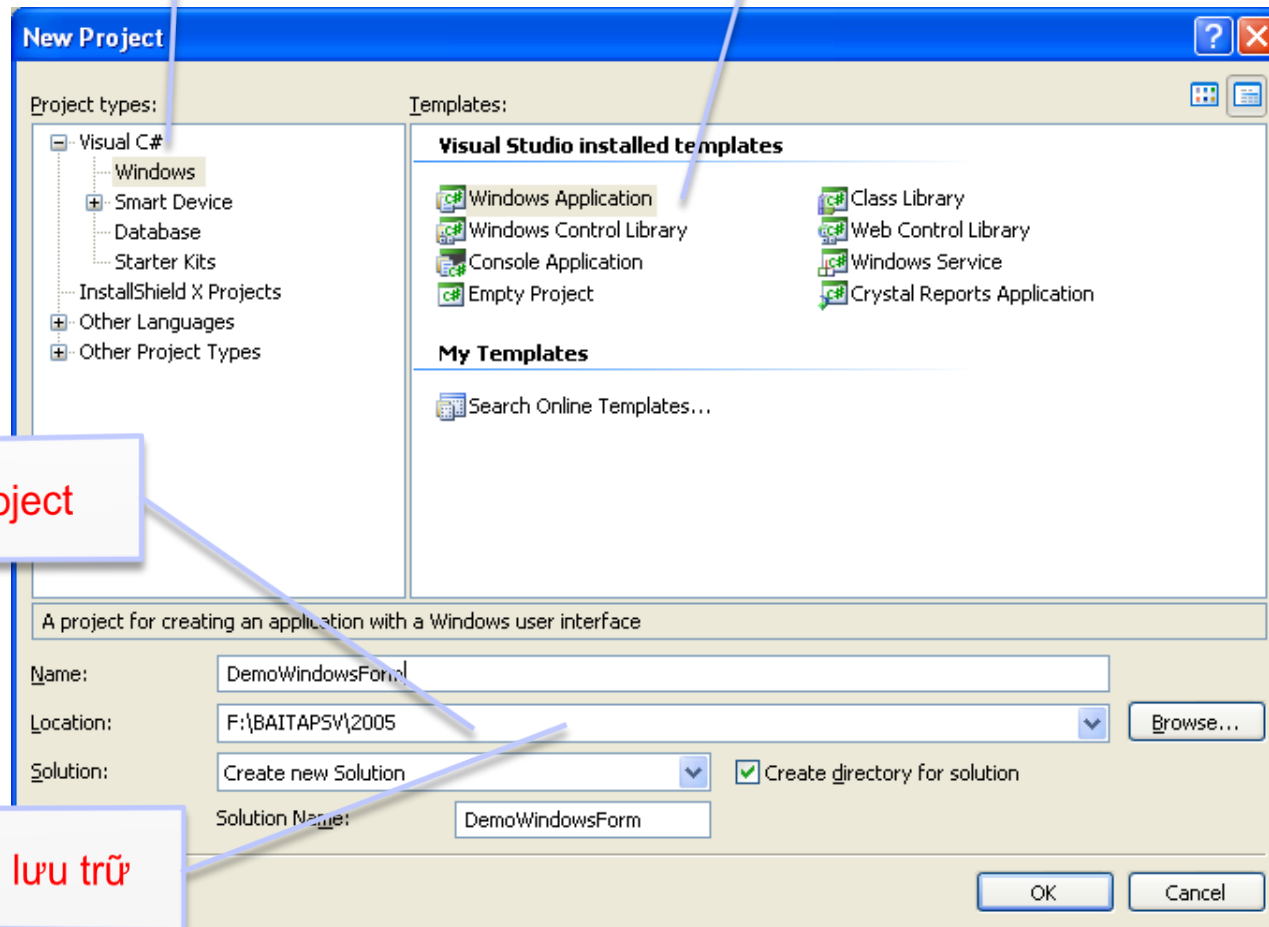 New Project
Project types:
Templates:
Visual C#
Windows
Smart Device
Database
Starter Kits
InstallShield X Projects
Other Languages
Other Project Types
Visual Studio installed templates
Windows Application
Windows Control Library
Console Application
Empty Project
Class Library
Web Control Library
Windows Service
Crystal Reports Application
My Templates
Search Online Templates...
A project for creating an application with a Windows user interface
Name: DemoWindowsForm
Location: F:\BAITAPSV\2005 Browse...
Solution: Create new Solution Create directory for solution
Solution Name: DemoWindowsForm
lưu trữ
OK Cancel